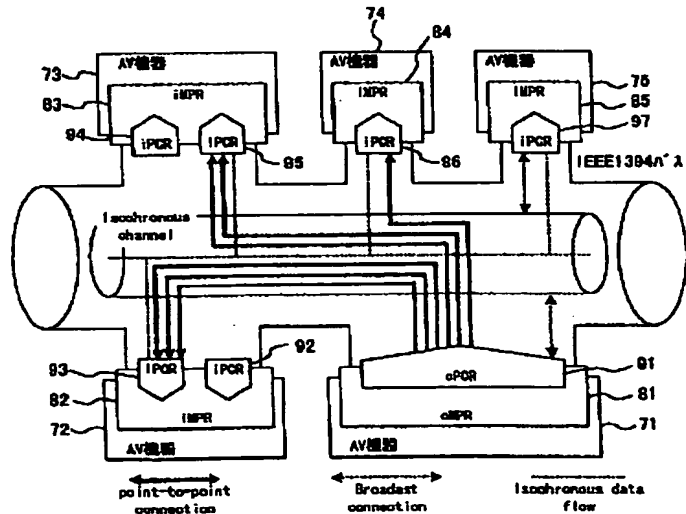 73
AV機器
74
AV機器
84
AV機器
75
83
iMPR
iMPR
iMPR
85
94
iPCR
iPCR
95
iPCR
96
iPCR
97
IEEE1394バス
Isochronous
channel
93
iPCR
iPCR
92
oPCR
91
82
iMPR
oMPR
81
72
AV機器
AV機器
71
point-to-point
connection
Broadast
connection
Isochronous data
flow